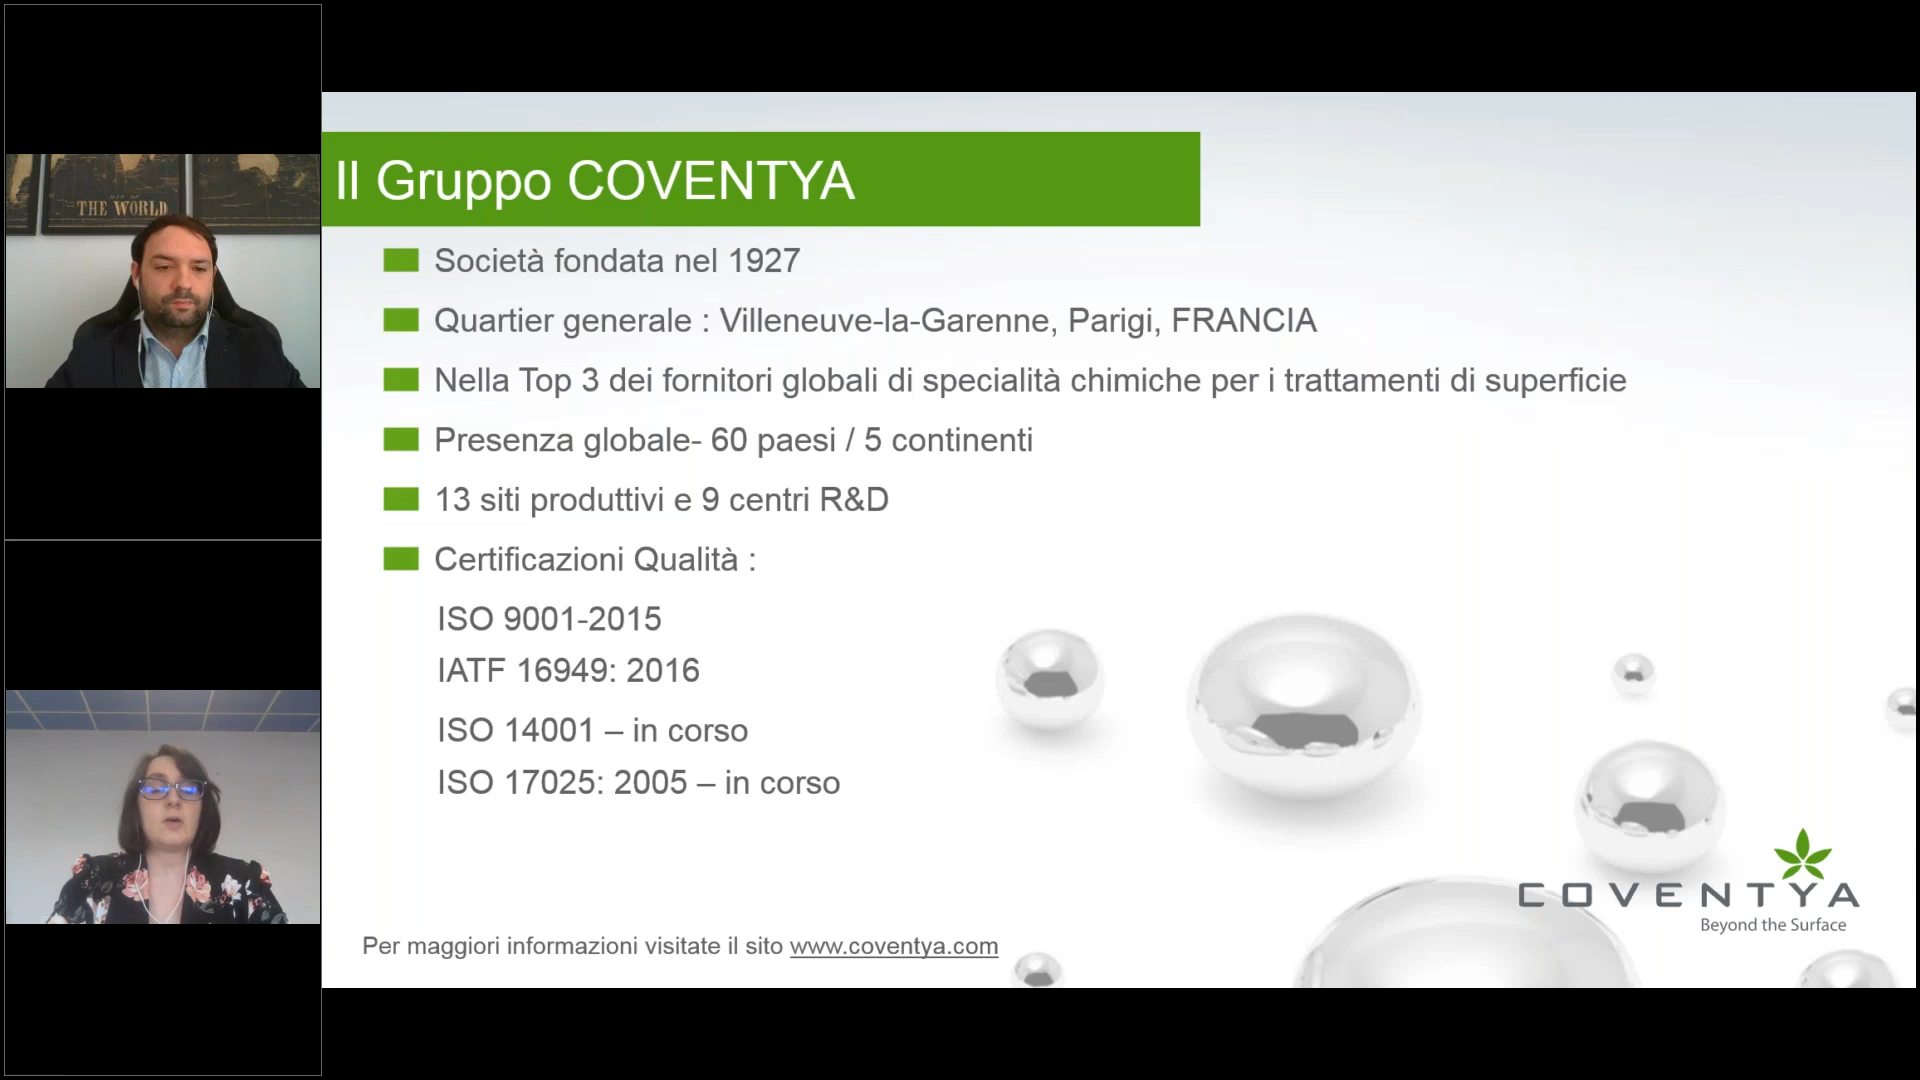 THE WORLD
Il Gruppo COVENTYA
Società fondata nel 1927
Quartier generale : Villeneuve-la-Garenne, Parigi, FRANCIA
Nella Top 3 dei fornitori globali di specialità chimiche per i trattamenti di superficie
Presenza globale- 60 paesi / 5 continenti
13 siti produttivi e 9 centri R&D
Certificazioni Qualità :
ISO 9001-2015
IATF 16949: 2016
ISO 14001 – in corso
ISO 17025: 2005 – in corso
COVENTYA
Beyond the Surface
Per maggiori informazioni visitate il sito www.coventya.com